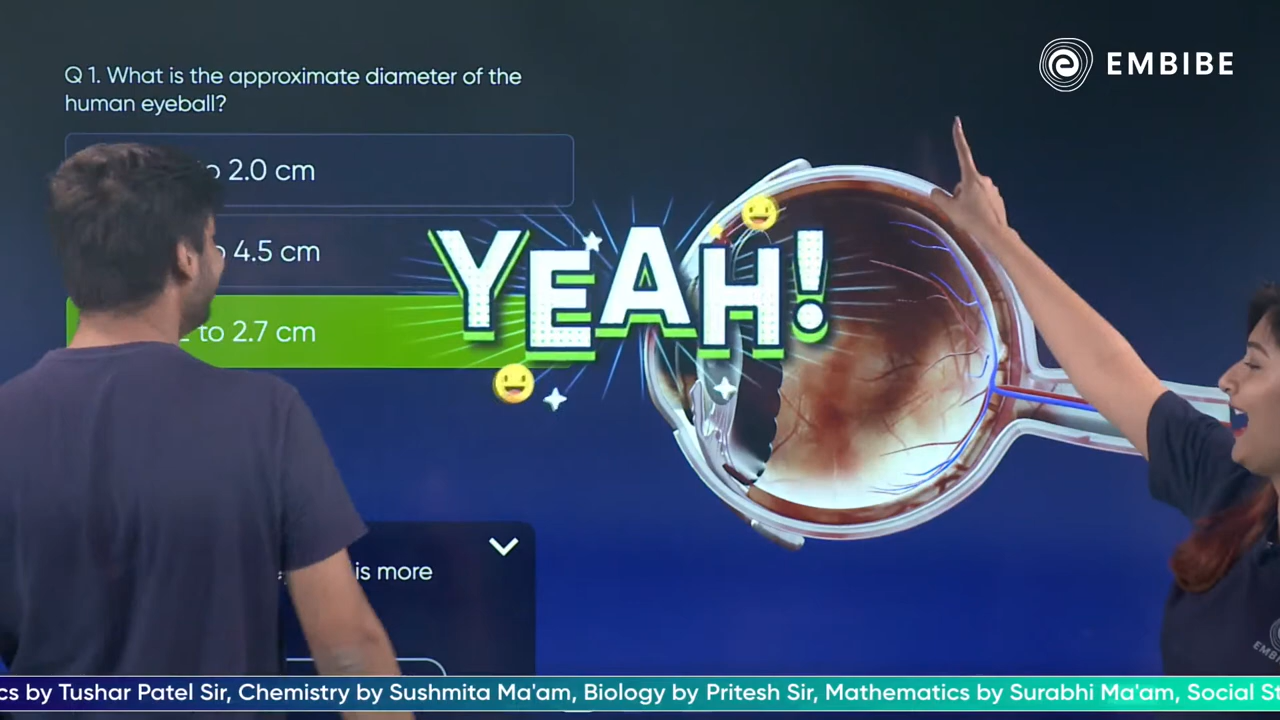 EMBIBE
Q 1. What is the approximate diameter of the
human eyeball?
to 2.0 cm
4.5 cm
to 2.7 cm
YEAH!
is more
cs by Tushar Patel Sir, Chemistry by Sushmita Ma'am, Biology by Pritesh Sir, Mathematics by Surabhi Ma'am, Social St
EMB